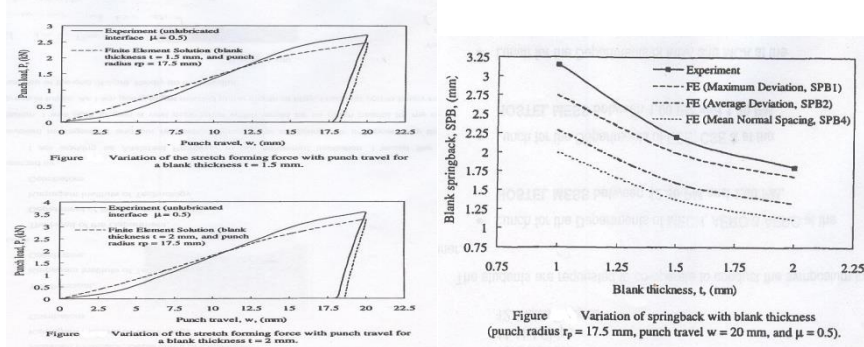 3
2.5
2
1.5
1
0.5
0
Punch load, P, (kN)
Experiment (unlubricated
interface μ = 0.5)
Finite Element Solution (blank
thickness t = 1.5 mm, and punch
radius rp = 17.5 mm)
0 2.5 5 7.5 10 12.5 15 17.5 20 22.5
Punch travel, w, (mm)
Figure Variation of the stretch forming force with punch travel for
a blank thickness t = 1.5 mm.
4
3.5
3
2.5
2
1.5
1
0.5
0
Punch load, P, (kN)
Experiment (unlubricated
interface μ = 0.5)
Finite Element Solution (blank
thickness t = 2 mm, and punch
radius rp = 17.5 mm)
0 2.5 5 7.5 10 12.5 15 17.5 20 22.5
Punch travel, w, (mm)
Figure Variation of the stretch forming force with punch travel for
a blank thickness t = 2 mm.
3.25
3
2.75
2.5
2.25
2
1.75
1.5
1.25
1
0.75
Blank springback, SPB, (mm)
Experiment
FE (Maximum Deviation, SPB1)
FE (Average Deviation, SPB2)
FE (Mean Normal Spacing, SPB4)
0.75 1 1.25 1.5 1.75 2 2.25
Blank thickness, t, (mm)
Figure Variation of springback with blank thickness
(punch radius rp = 17.5 mm, punch travel w = 20 mm, and μ = 0.5).